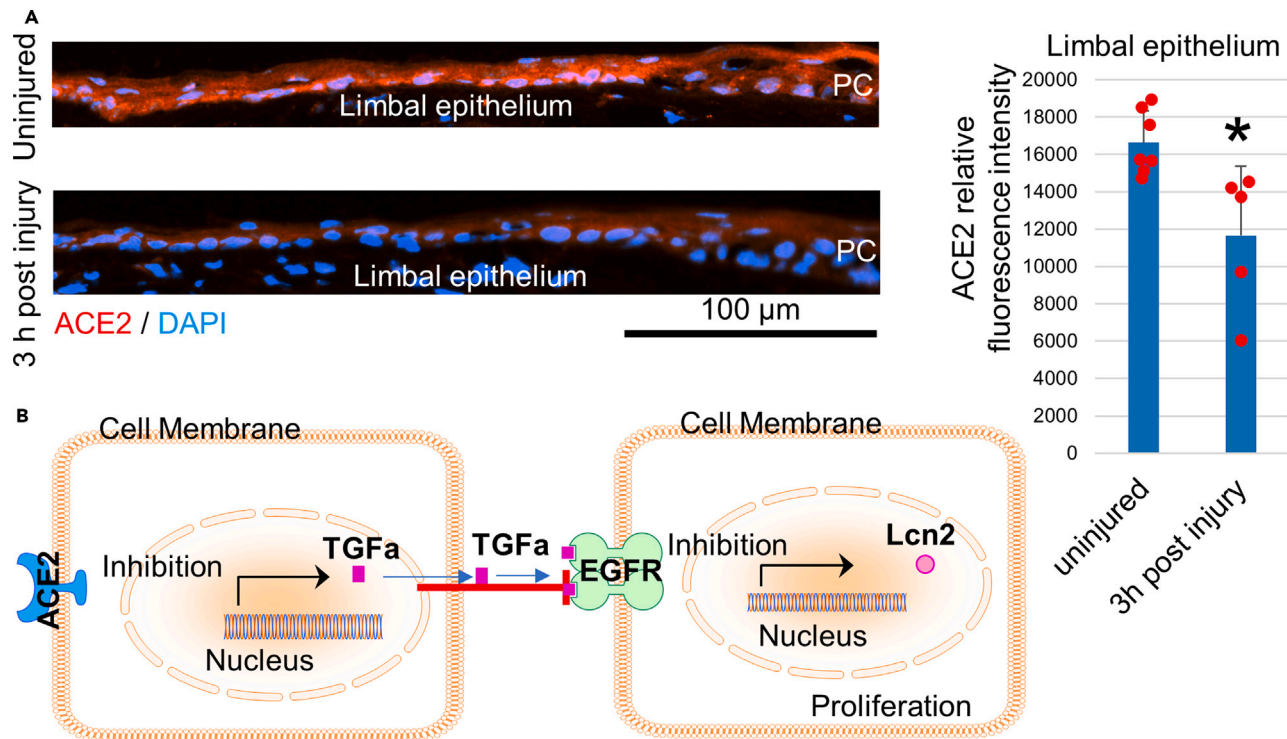 A
Uninjured
Limbal epithelium
PC
3 h post injury
Limbal epithelium
PC
ACE2 / DAPI
100 µm
Limbal epithelium
ACE2 relative
fluorescence intensity
20000
18000
16000
14000
12000
10000
8000
6000
4000
2000
0
*
uninjured
3h post injury
B
Cell Membrane
ACE2
Inhibition
TGFa
Nucleus
TGFa
EGFR
Cell Membrane
Inhibition
Lcn2
Nucleus
Proliferation